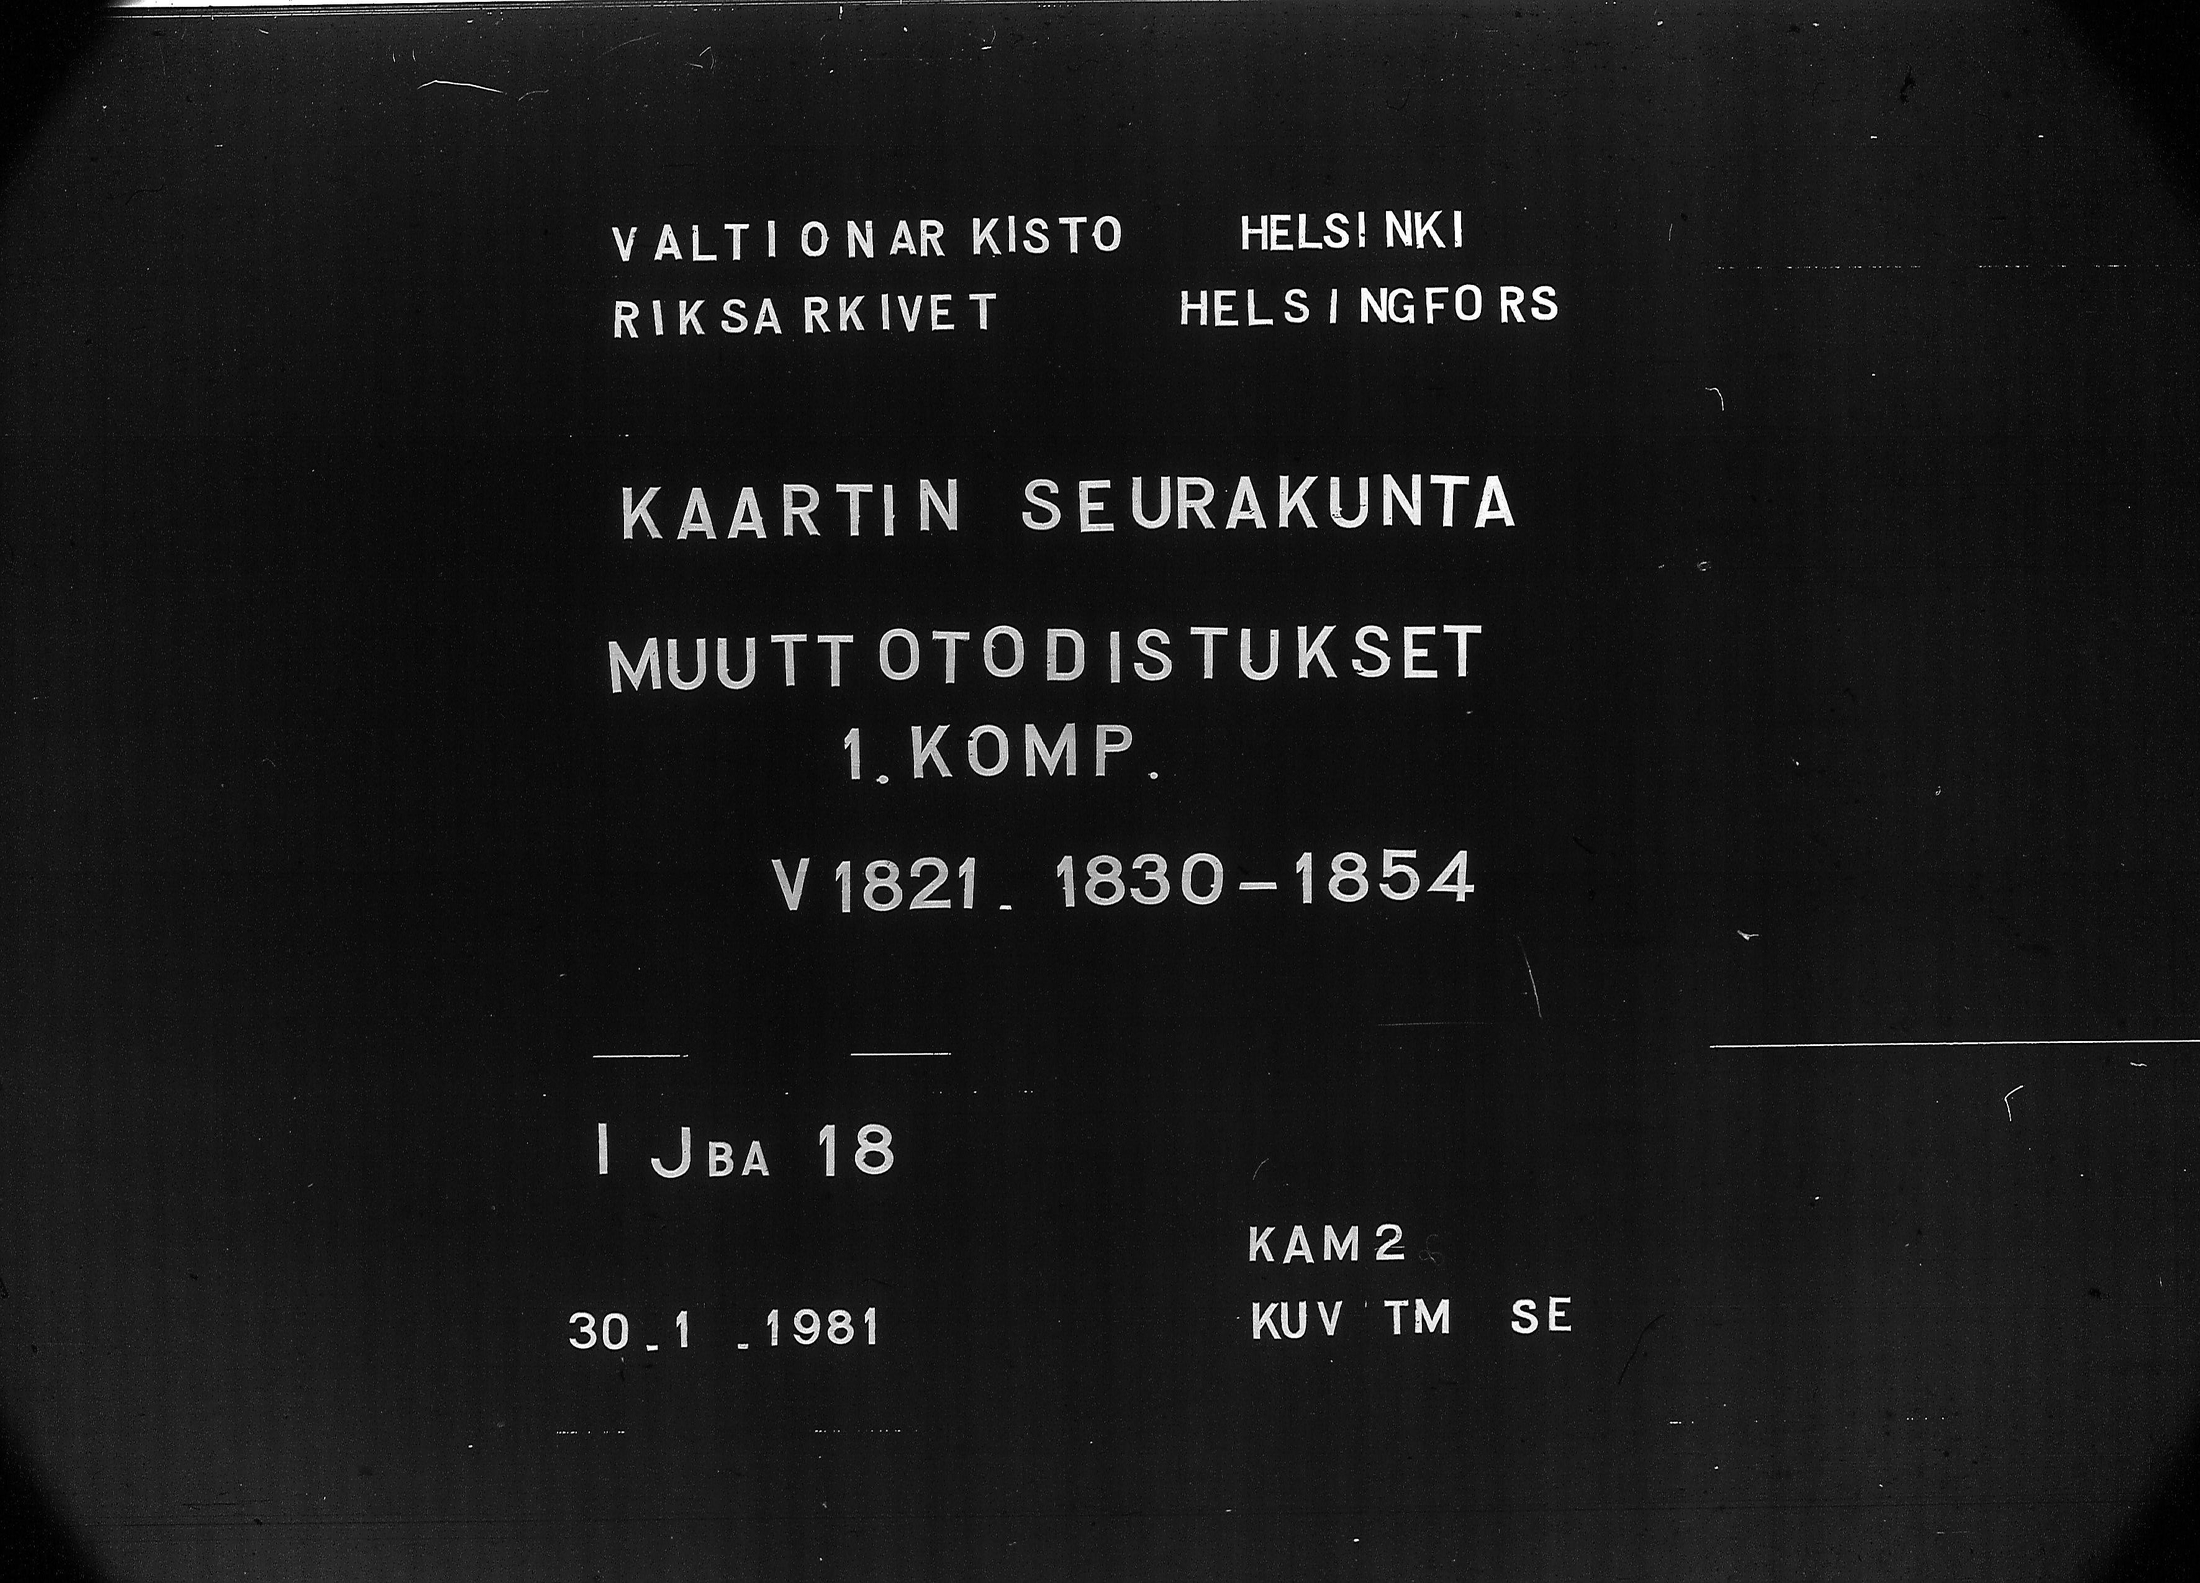 VALTIONARKISTO HELSINKI
RIKSARKIVET HELSINGFORS
KAARTIN SEURAKUNTA
MUUTTOTODISTUKSET
1. KOMP.
V 1821. 1830-1854
I JBA 18
KAM 2
30.1.1981 KUV TM SE